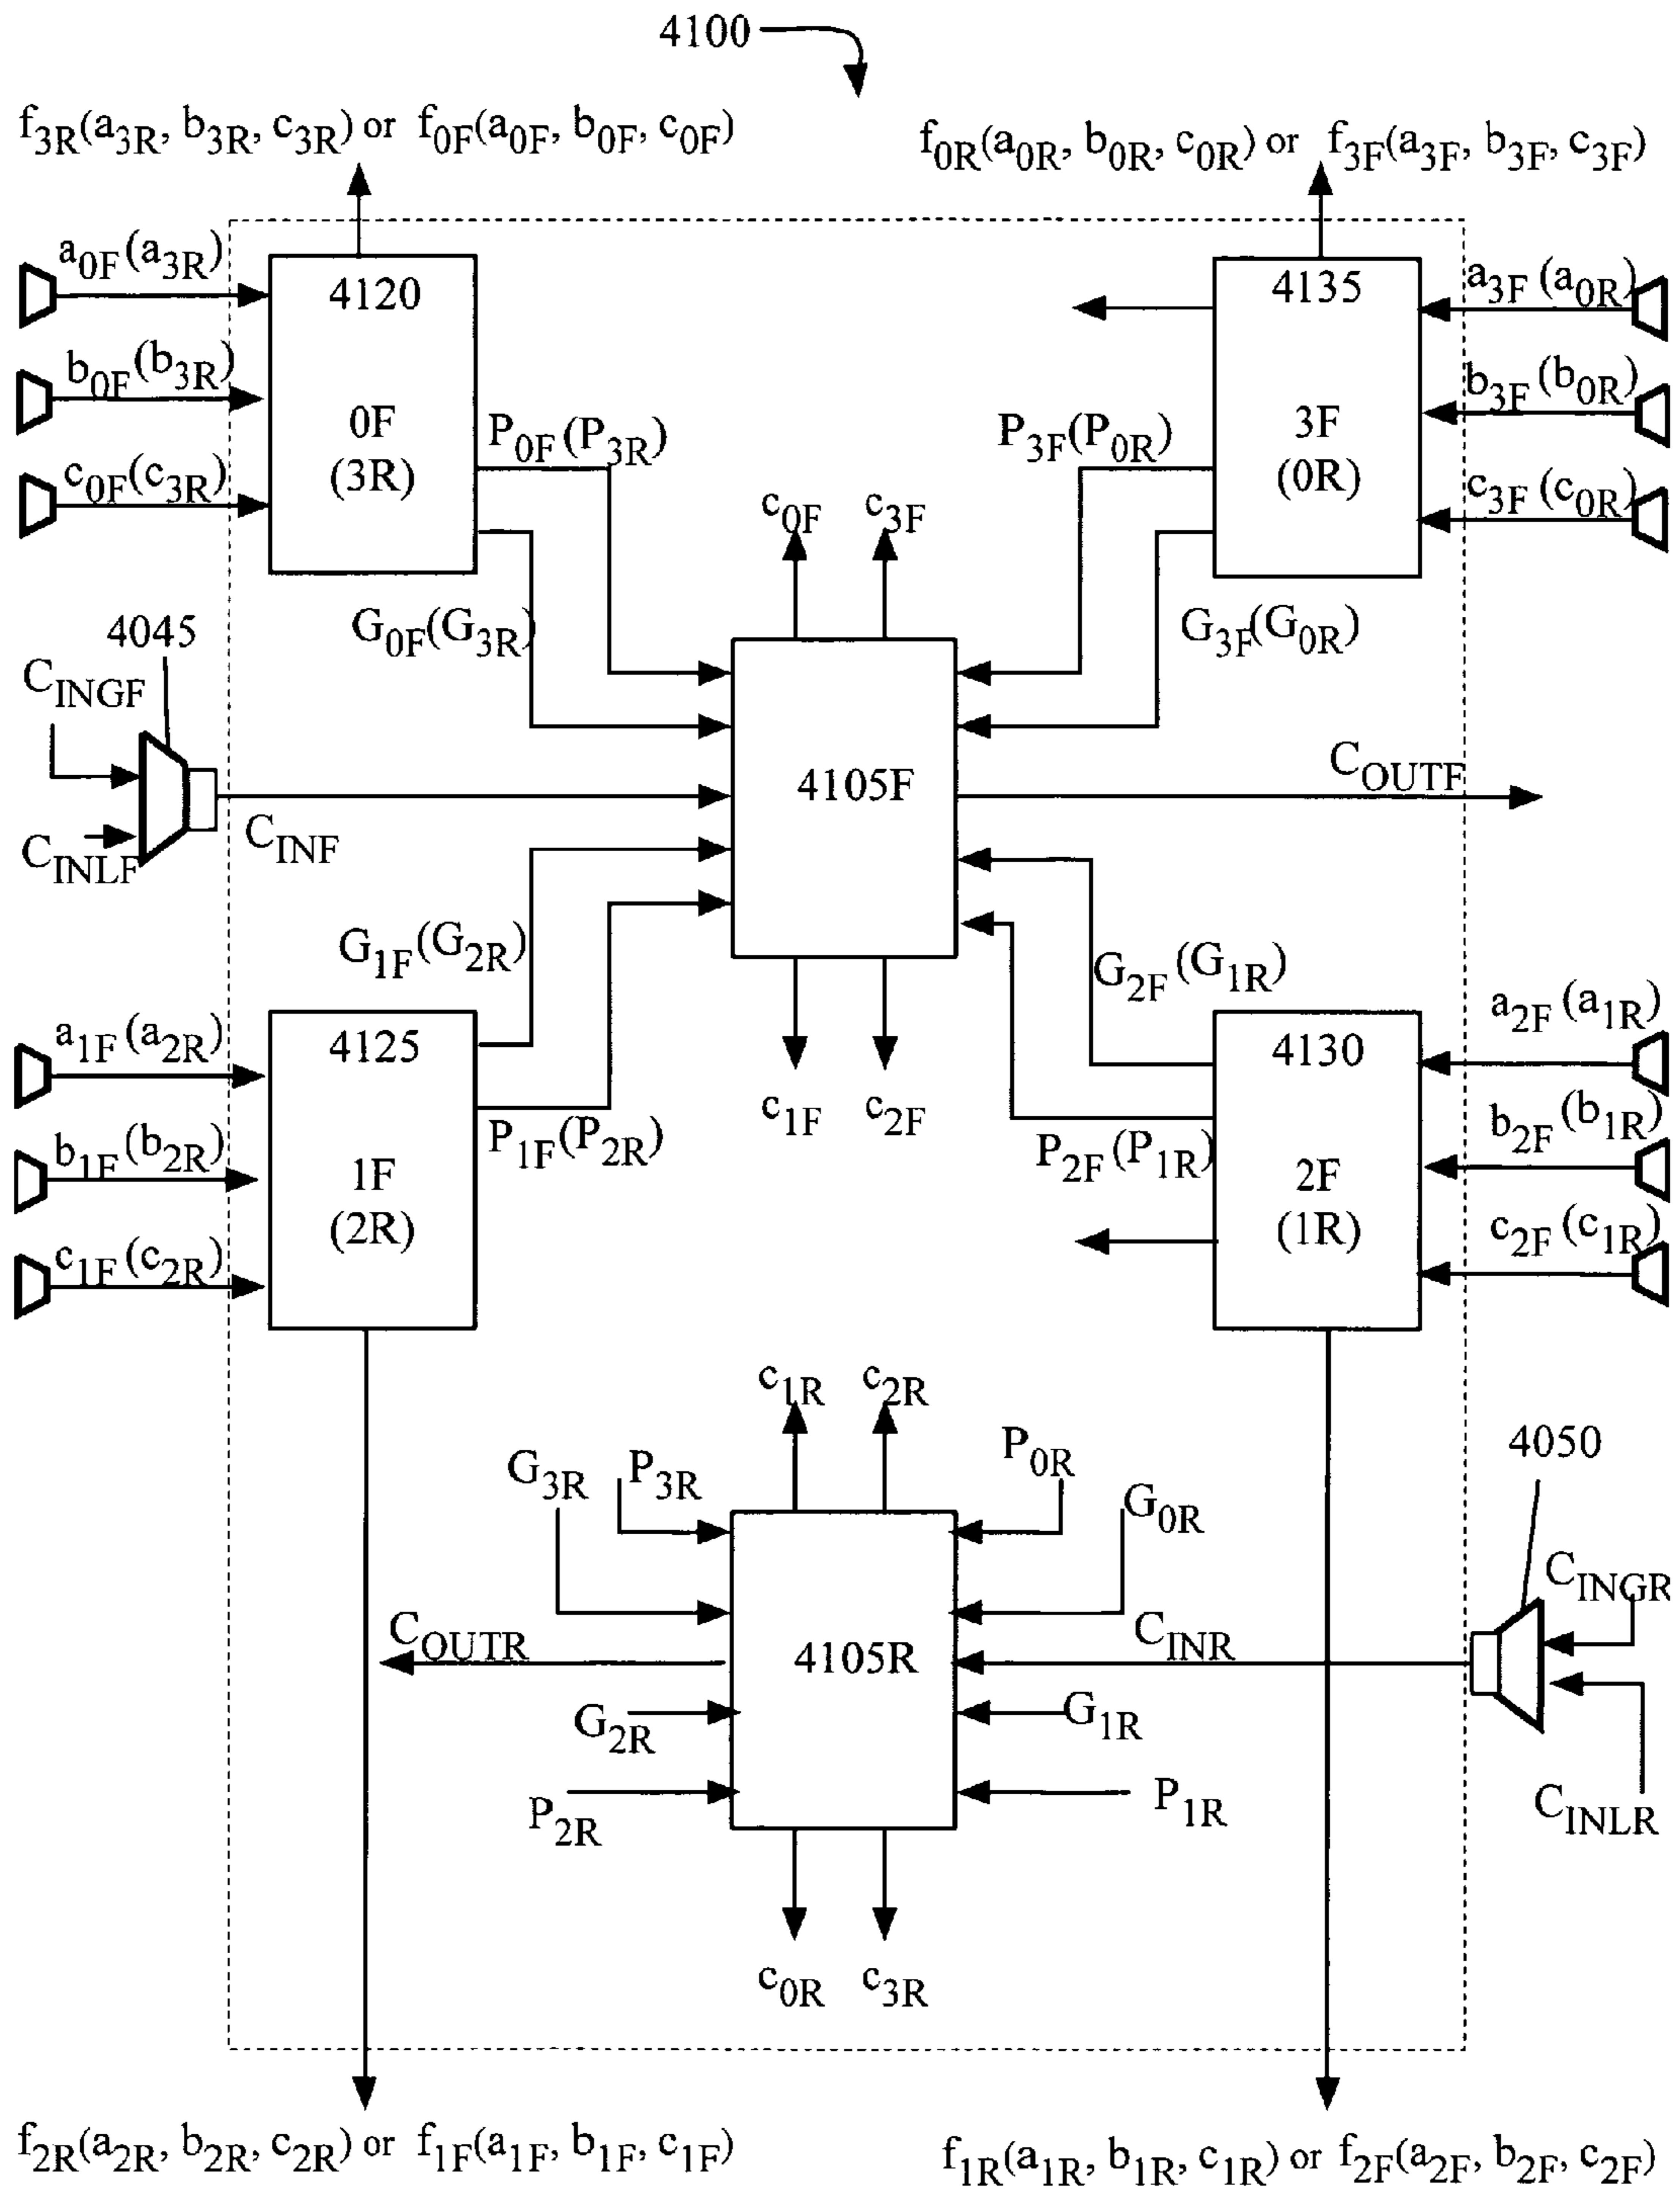 4100
f3R(a3R, b3R, c3R) or f0F(a0F, b0F, c0F)
f0R(a0R, b0R, c0R) or f3F(a3F, b3F, c3F)
a0F (a3R)
4120
4135
a3F (a0R)
b0F (b3R)
b3F (b0R)
0F
(3R)
P0F (P3R)
P3F(P0R)
3F
(0R)
c0F(c3R)
c3F (c0R)
c0F
c3F
G0F(G3R)
G3F(G0R)
4045
CINGF
4105F
COUTF
CINLF
CINF
G1F(G2R)
G2F (G1R)
a1F (a2R)
4125
4130
a2F (a1R)
c1F
c2F
b1F (b2R)
P1F(P2R)
P2F (P1R)
b2F (b1R)
1F
(2R)
2F
(1R)
c1F (c2R)
c2F (c1R)
c1R
c2R
G3R
P3R
P0R
4050
G0R
CINGR
COUTR
4105R
CINR
G2R
G1R
P2R
P1R
CINLR
c0R
c3R
f2R(a2R, b2R, c2R) or f1F(a1F, b1F, c1F)
f1R(a1R, b1R, c1R) or f2F(a2F, b2F, c2F)